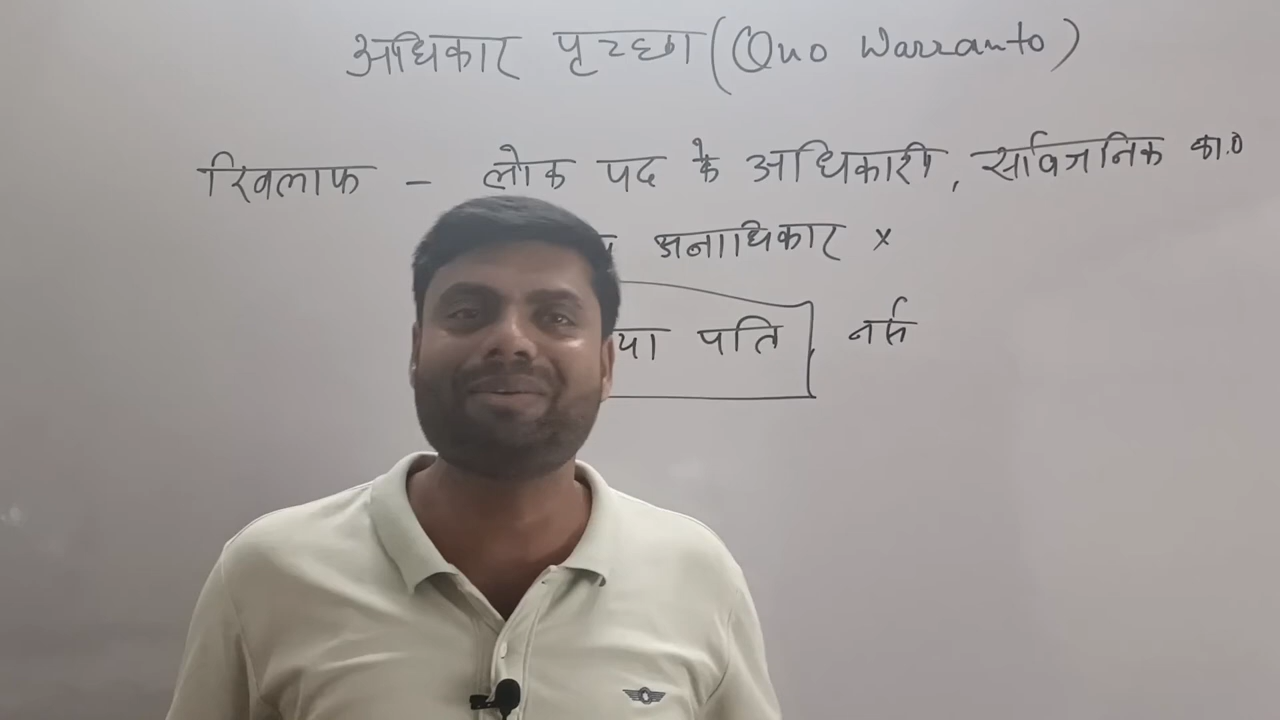 अधिकार पृच्छा (Quo Warranto)
खिलाफ - लोक पद के अधिकारी, सार्वजनिक का.0
अनाधिकार ×
या पति नर्स